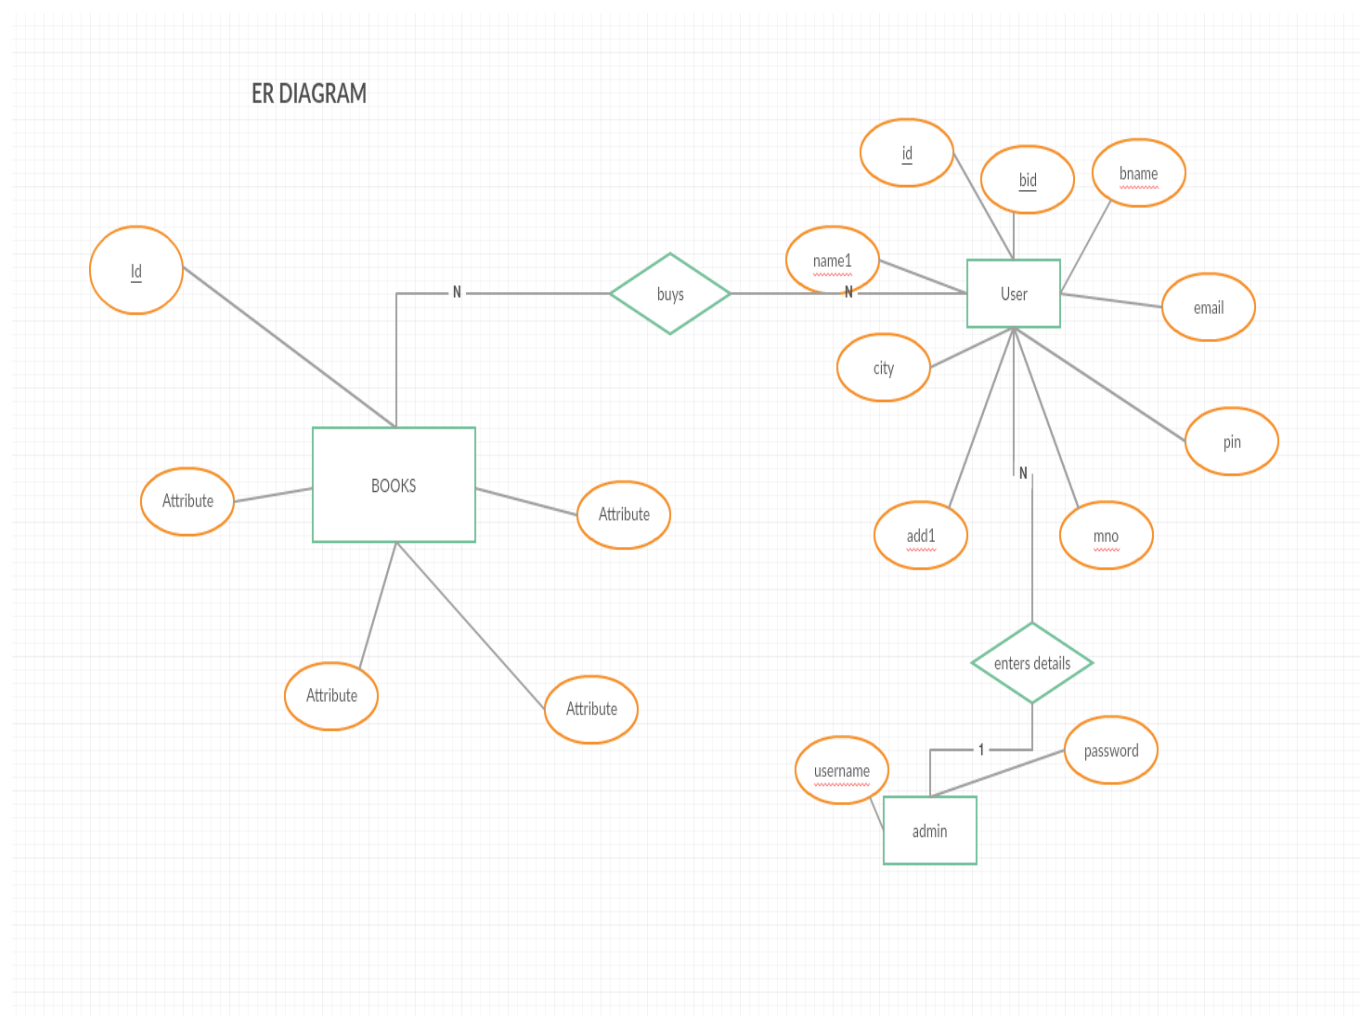 ER DIAGRAM
id
bid
bname
name1
Id
N
buys
N
User
email
city
pin
N
BOOKS
Attribute
Attribute
add1
mno
enters details
Attribute
Attribute
1
password
username
admin